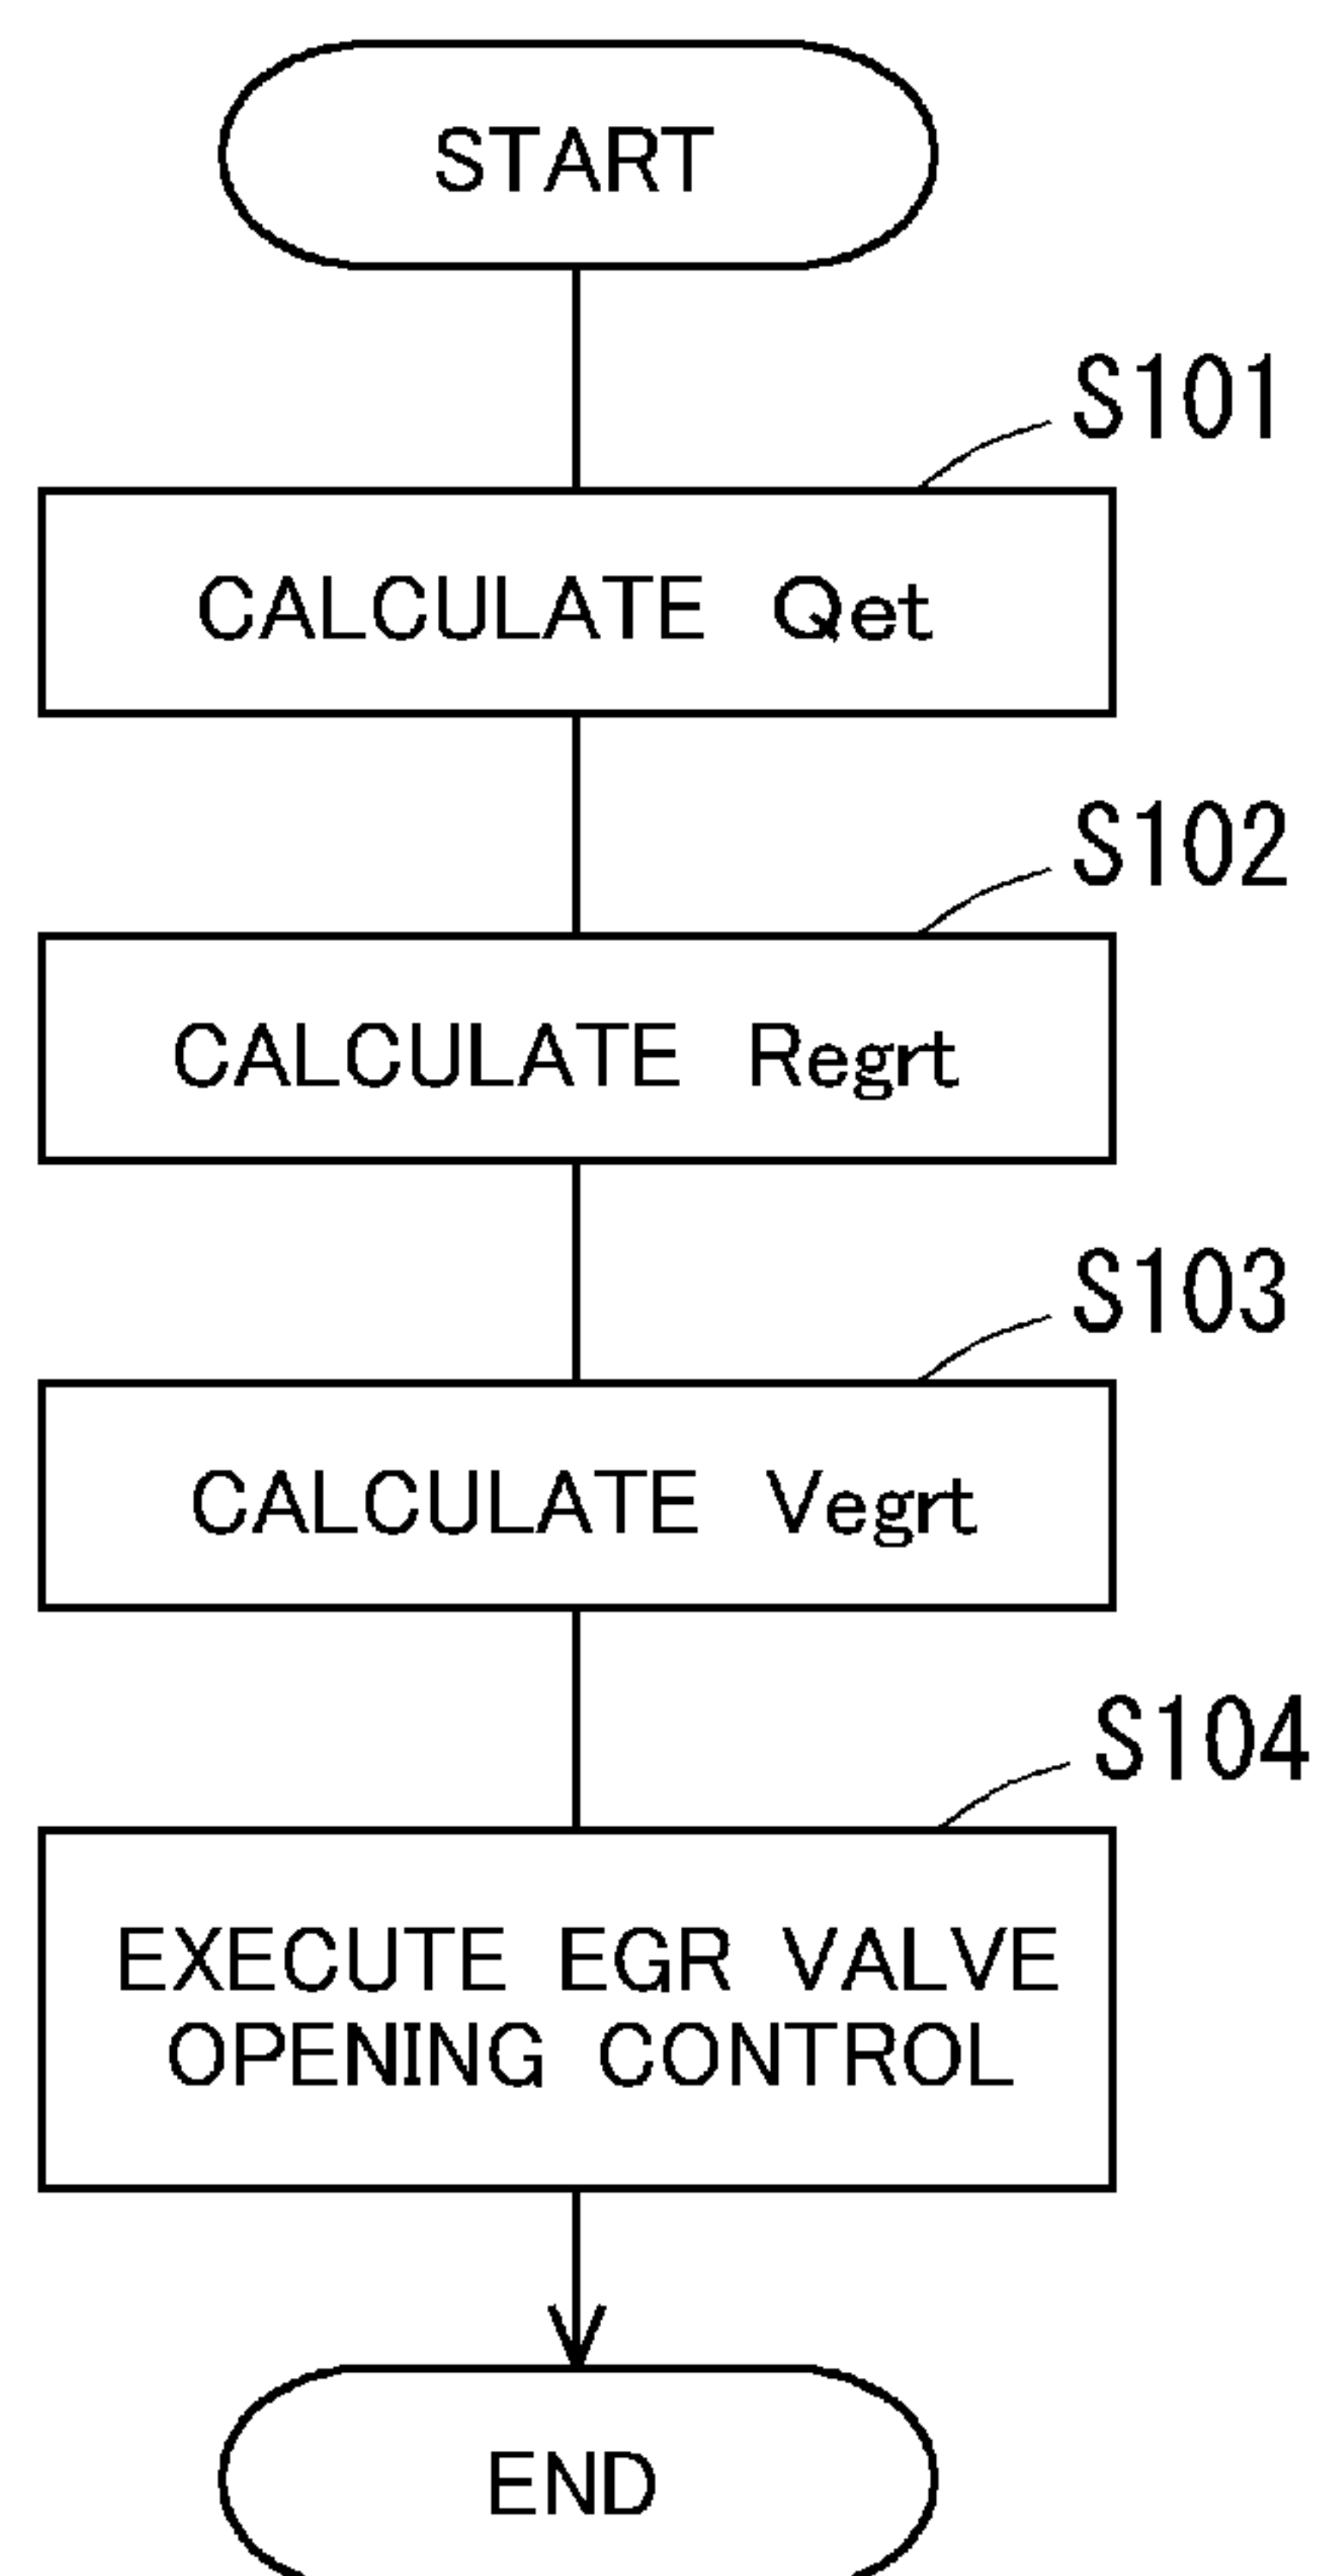 START
S101
CALCULATE Qet
S102
CALCULATE Regrt
S103
CALCULATE Vegrt
S104
EXECUTE EGR VALVE
OPENING CONTROL
END